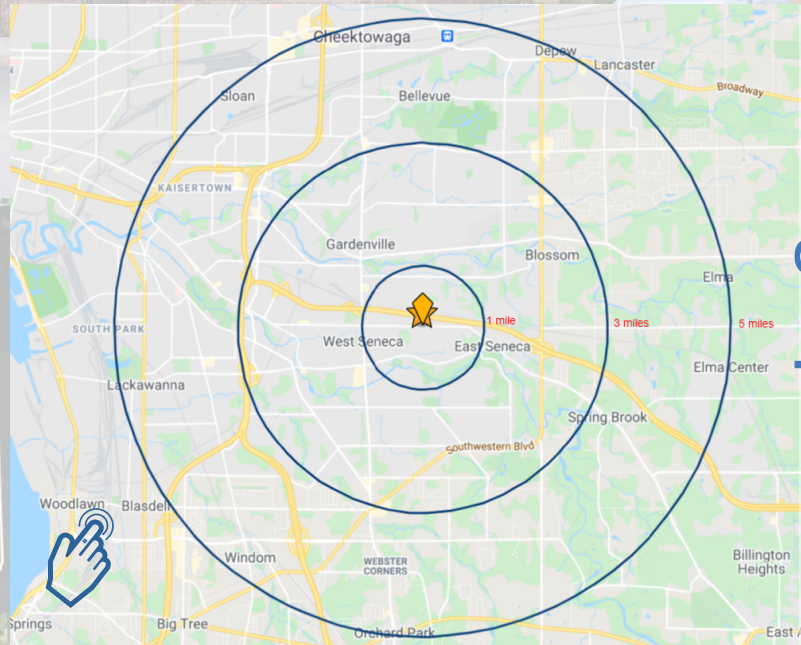 Cheektowaga
Depew
Lancaster
Sloan
Bellevue
Broadway
KAISERTOWN
Gardenville
Blossom
Elma
1 mile
3 miles
5 miles
SOUTH PARK
West Seneca
East Seneca
Lackawanna
Elma Center
Spring Brook
Southwestern Blvd
Woodlawn
Blasdell
Windom
WEBSTER
CORNERS
Billington
Heights
Springs
Big Tree
Orchard Park
East